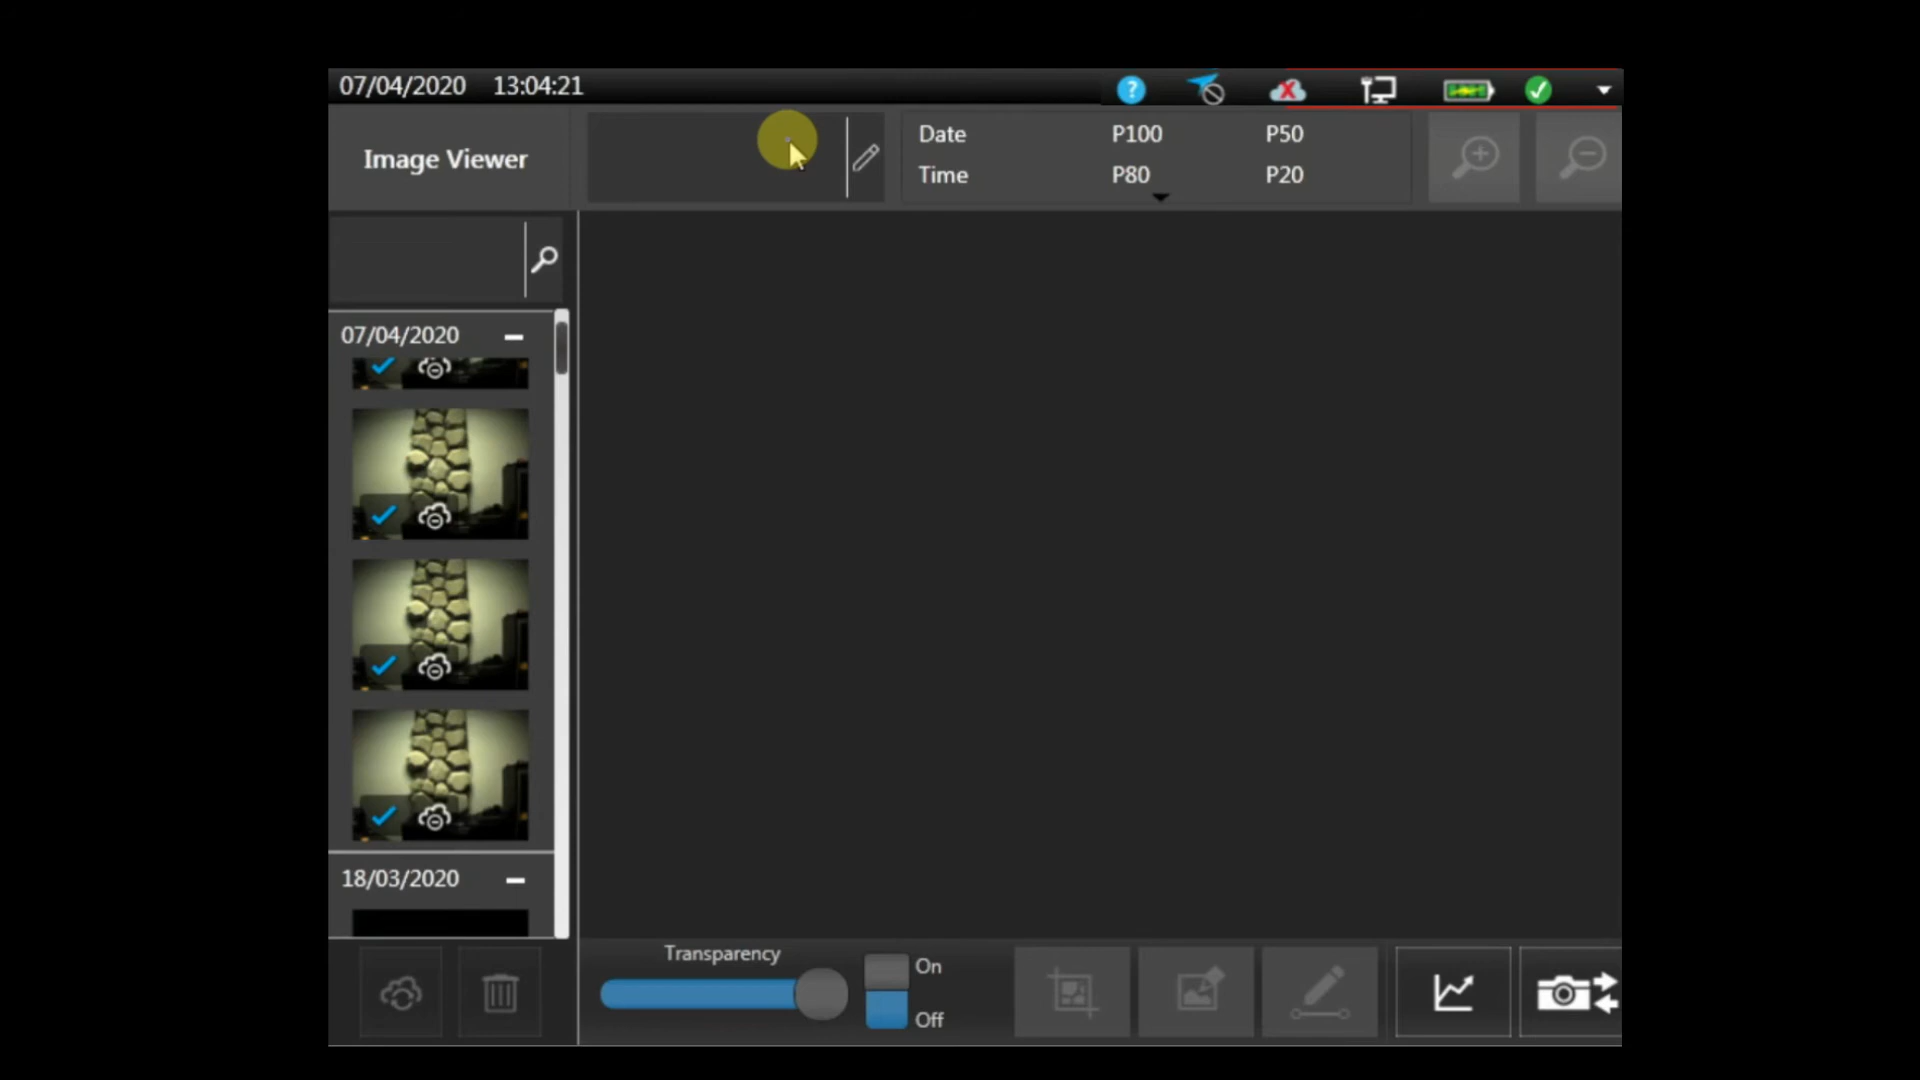 07/04/2020 13:04:21
Image Viewer
Date P100 P50
Time P80 P20
07/04/2020
18/03/2020
Transparency
On
Off